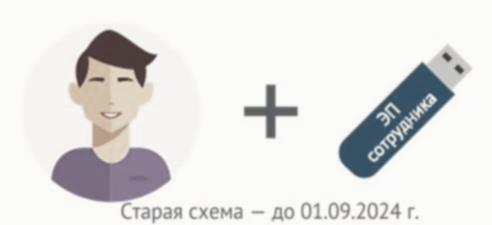 ЭП
сотрудника
Старая схема — до 01.09.2024 г.